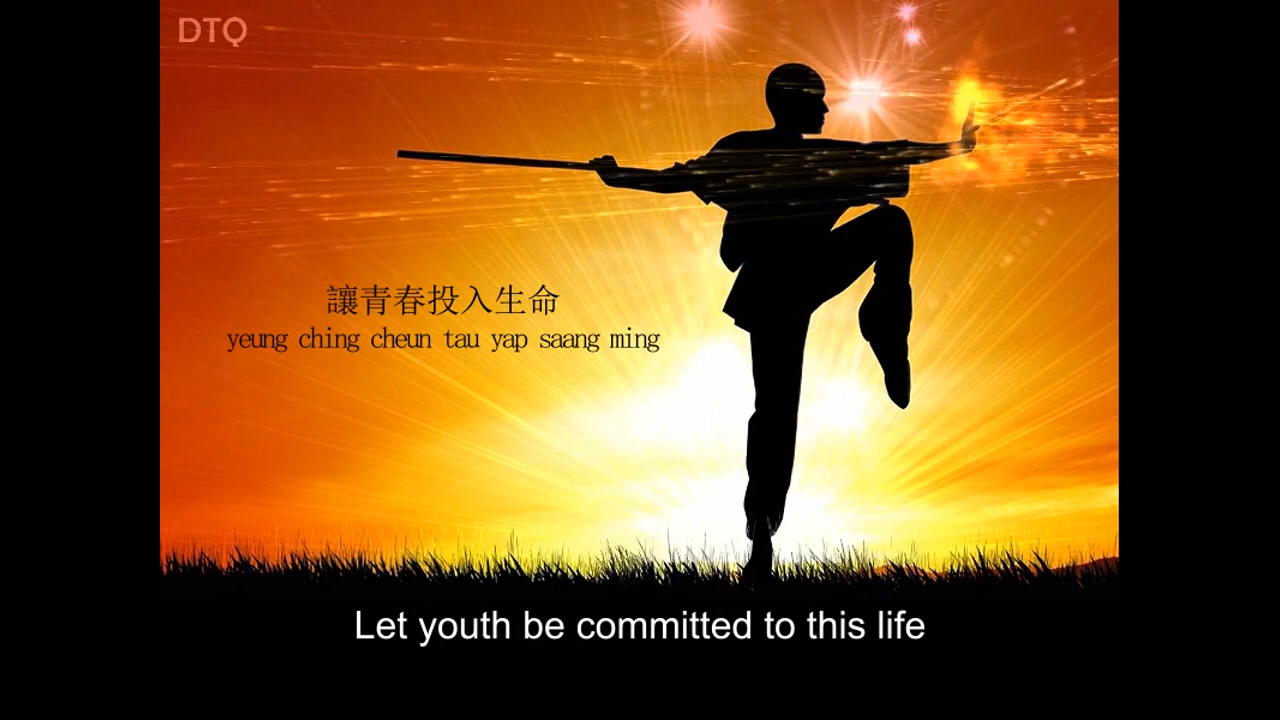 DTQ
讓青春投入生命
yeung ching cheun tau yap saang ming
Let youth be committed to this life